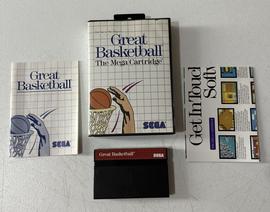 Great
Basketball
SEGA
Great
Basketball
The Mega Cartridge
SEGA
Great Basketball
SEGA
Get In Touch
Soft